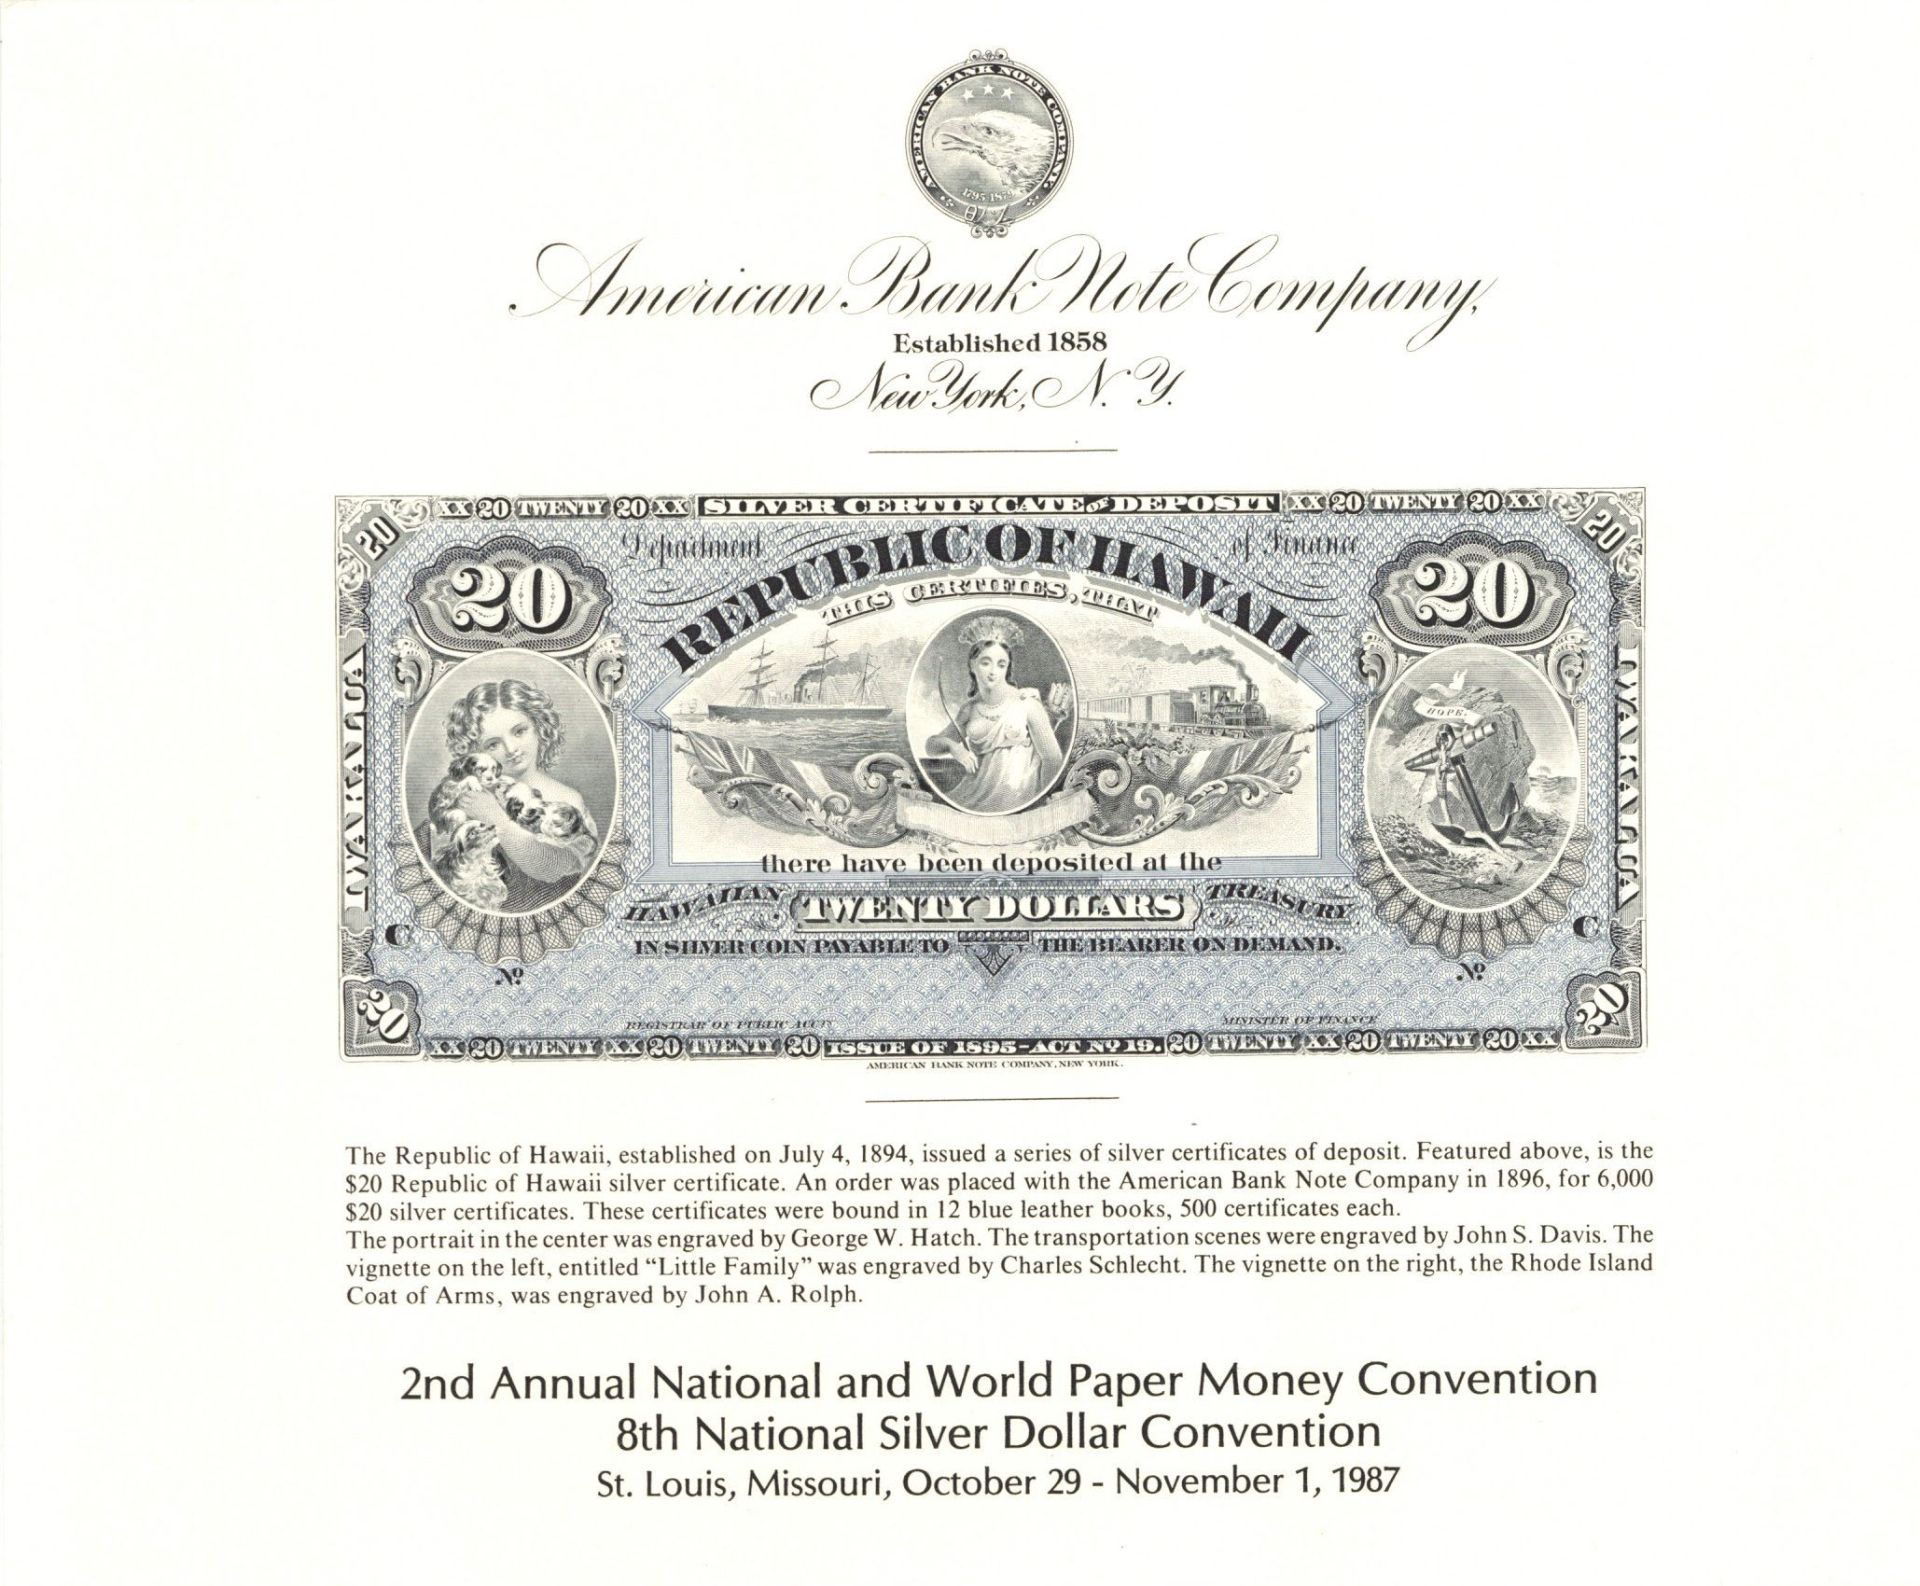 AMERICAN BANK NOTE COMPANY.
1795-1879
American Bank Note Company,
Established 1858
New York, N. Y.
XX 20 TWENTY 20 XX SILVER CERTIFICATE OF DEPOSIT XX 20 TWENTY 20 XX
20 20
Department of Finance
REPUBLIC OF HAWAII
20 20
THIS CERTIFIES, THAT
HOPE.
IWAKALUA IWAKALUA
there have been deposited at the
HAWAIIAN TWENTY DOLLARS TREASURY
C IN SILVER COIN PAYABLE TO THE BEARER ON DEMAND. C
No No
20 20
REGISTRAR OF PUBLIC ACCTS MINISTER OF FINANCE
XX 20 TWENTY XX 20 TWENTY 20 ISSUE OF 1895-ACT No 19. 20 TWENTY XX 20 TWENTY 20 XX
AMERICAN BANK NOTE COMPANY, NEW YORK.
The Republic of Hawaii, established on July 4, 1894, issued a series of silver certificates of deposit. Featured above, is the
$20 Republic of Hawaii silver certificate. An order was placed with the American Bank Note Company in 1896, for 6,000
$20 silver certificates. These certificates were bound in 12 blue leather books, 500 certificates each.
The portrait in the center was engraved by George W. Hatch. The transportation scenes were engraved by John S. Davis. The
vignette on the left, entitled “Little Family” was engraved by Charles Schlecht. The vignette on the right, the Rhode Island
Coat of Arms, was engraved by John A. Rolph.
2nd Annual National and World Paper Money Convention
8th National Silver Dollar Convention
St. Louis, Missouri, October 29 - November 1, 1987